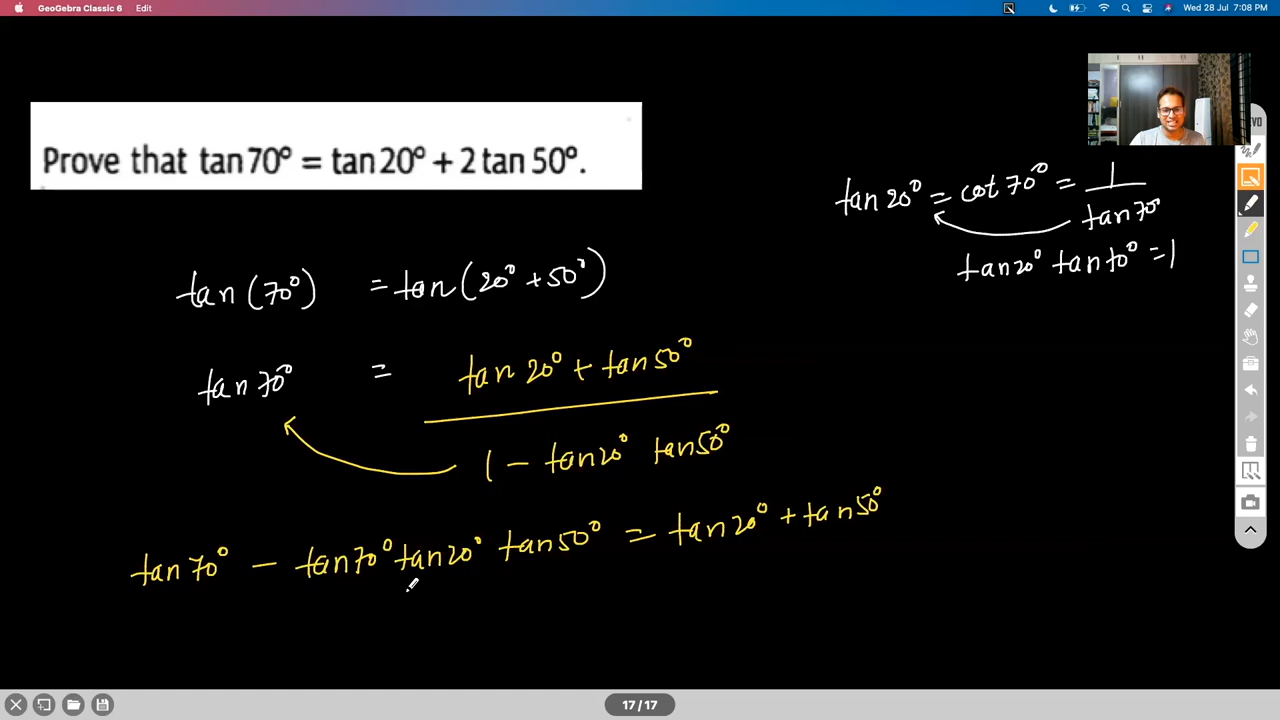 GeoGebra Classic 6 Edit Wed 28 Jul 7:08 PM
Prove that tan 70° = tan 20° + 2 tan 50°.
tan 20° = cot 70° = 1 / tan 70°
tan 20° tan 70° = 1
tan (70°) = tan (20° + 50°)
tan 70° = tan 20° + tan 50°
1 - tan 20° tan 50°
tan 70° - tan 70° tan 20° tan 50° = tan 20° + tan 50°
17 / 17